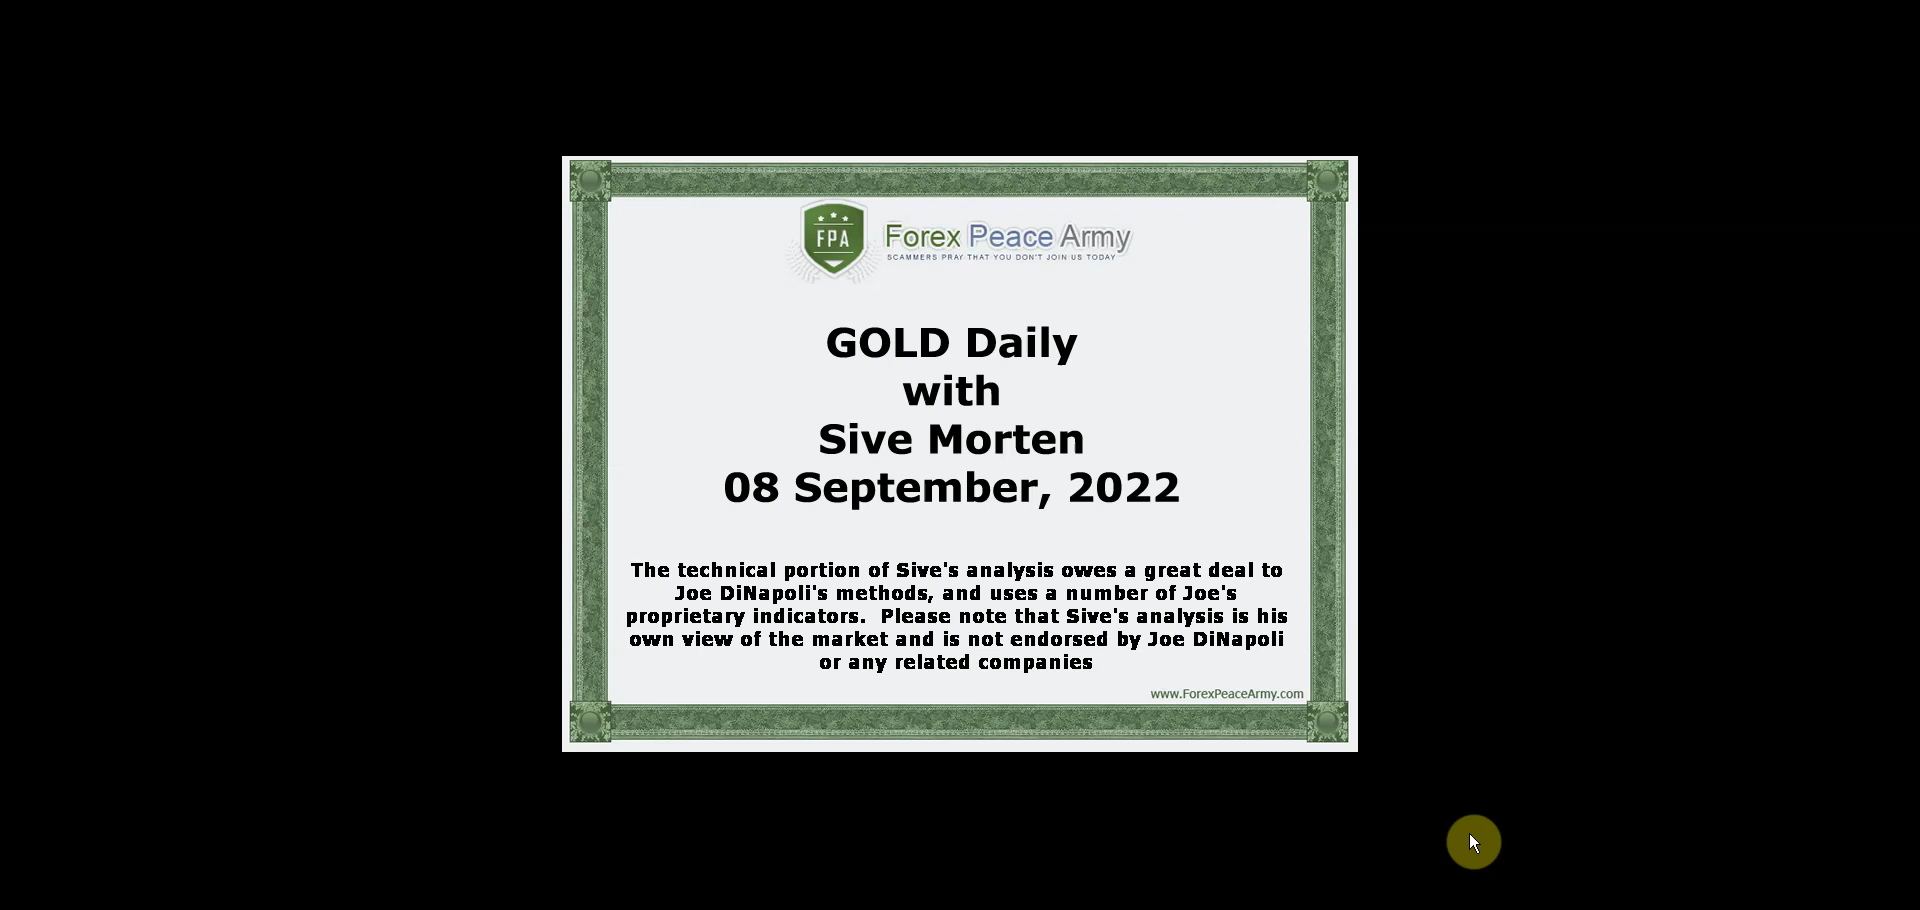 FPA
Forex Peace Army
SCAMMERS PRAY THAT YOU DON'T JOIN US TODAY
GOLD Daily
with
Sive Morten
08 September, 2022
The technical portion of Sive's analysis owes a great deal to
Joe DiNapoli's methods, and uses a number of Joe's
proprietary indicators.  Please note that Sive's analysis is his
own view of the market and is not endorsed by Joe DiNapoli
or any related companies
www.ForexPeaceArmy.com